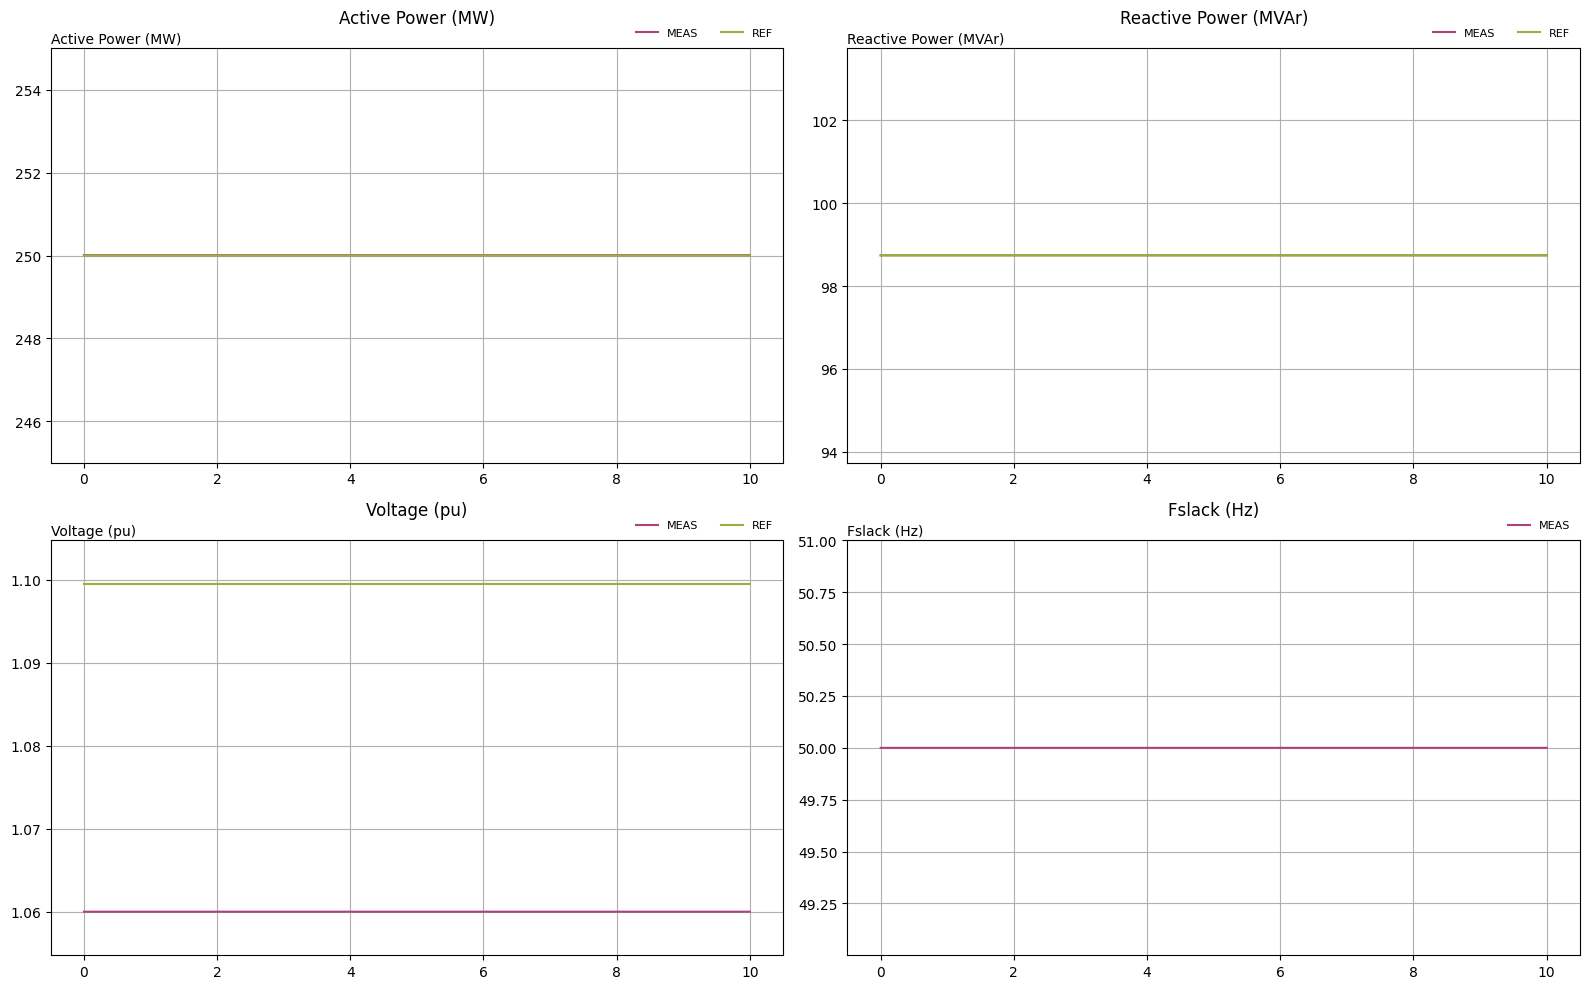 Active Power (MW)
Active Power (MW)
MEAS REF
254
252
250
248
246
0 2 4 6 8 10
Reactive Power (MVAr)
Reactive Power (MVAr)
MEAS REF
102
100
98
96
94
0 2 4 6 8 10
Voltage (pu)
Voltage (pu)
MEAS REF
1.10
1.09
1.08
1.07
1.06
0 2 4 6 8 10
Fslack (Hz)
Fslack (Hz)
MEAS
51.00
50.75
50.50
50.25
50.00
49.75
49.50
49.25
0 2 4 6 8 10